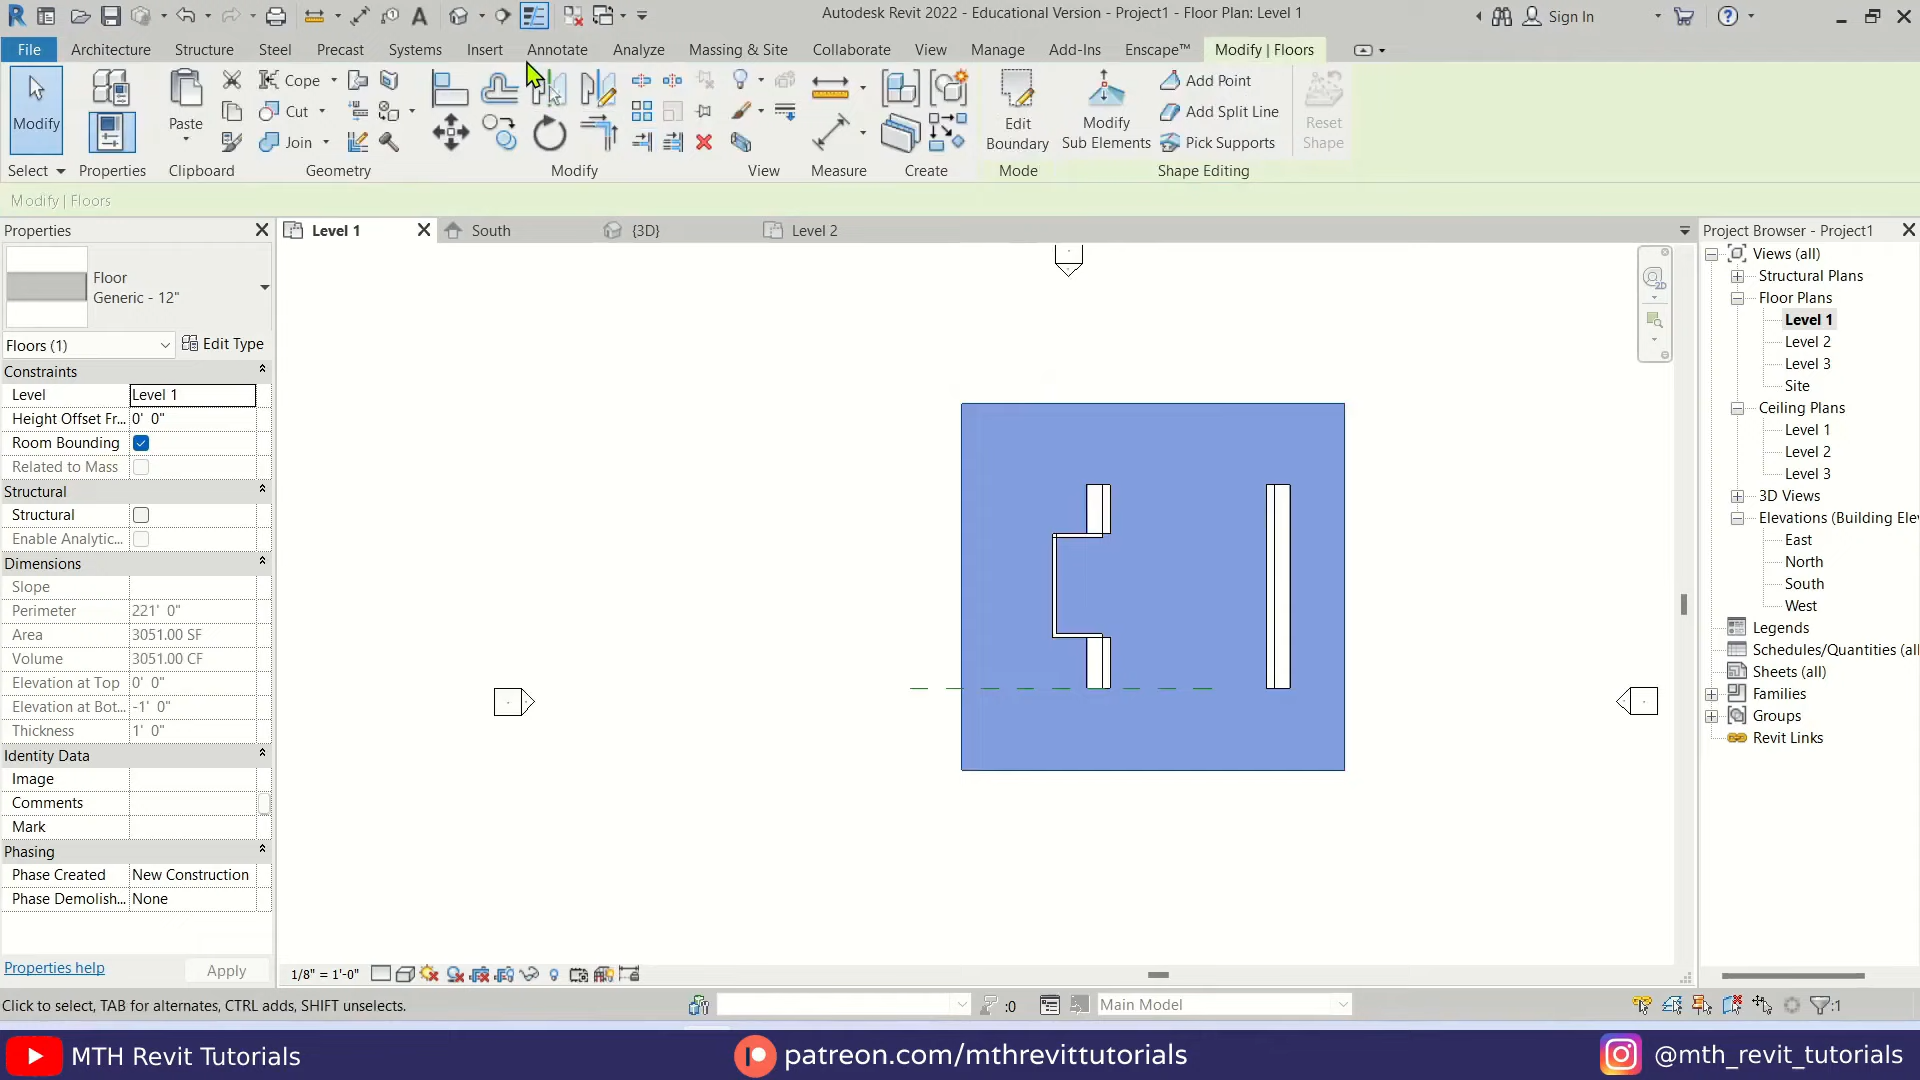 Autodesk Revit 2022 - Educational Version - Project1 - Floor Plan: Level 1
Sign In
File Architecture Structure Steel Precast Systems Insert Annotate Analyze Massing & Site Collaborate View Manage Add-Ins Enscape™ Modify | Floors
Modify
Paste
Cope
Cut
Join
Edit
Boundary
Modify
Sub Elements
Add Point
Add Split Line
Pick Supports
Reset
Shape
Select Properties Clipboard Geometry Modify View Measure Create Mode Shape Editing
Modify | Floors
Properties
Level 1
South
{3D}
Level 2
Project Browser - Project1
Floor
Generic - 12"
Floors (1)
Edit Type
Constraints
Level Level 1
Height Offset Fr... 0' 0"
Room Bounding
Related to Mass
Structural
Structural
Enable Analytic...
Dimensions
Slope
Perimeter 221' 0"
Area 3051.00 SF
Volume 3051.00 CF
Elevation at Top 0' 0"
Elevation at Bot... -1' 0"
Thickness 1' 0"
Identity Data
Image
Comments
Mark
Phasing
Phase Created New Construction
Phase Demolish... None
Properties help
Apply
2D
Views (all)
Structural Plans
Floor Plans
Level 1
Level 2
Level 3
Site
Ceiling Plans
Level 1
Level 2
Level 3
3D Views
Elevations (Building Ele
East
North
South
West
Legends
Schedules/Quantities (all
Sheets (all)
Families
Groups
Revit Links
1/8" = 1'-0"
Click to select, TAB for alternates, CTRL adds, SHIFT unselects.
:0
Main Model
:1
MTH Revit Tutorials
patreon.com/mthrevittutorials
@mth_revit_tutorials